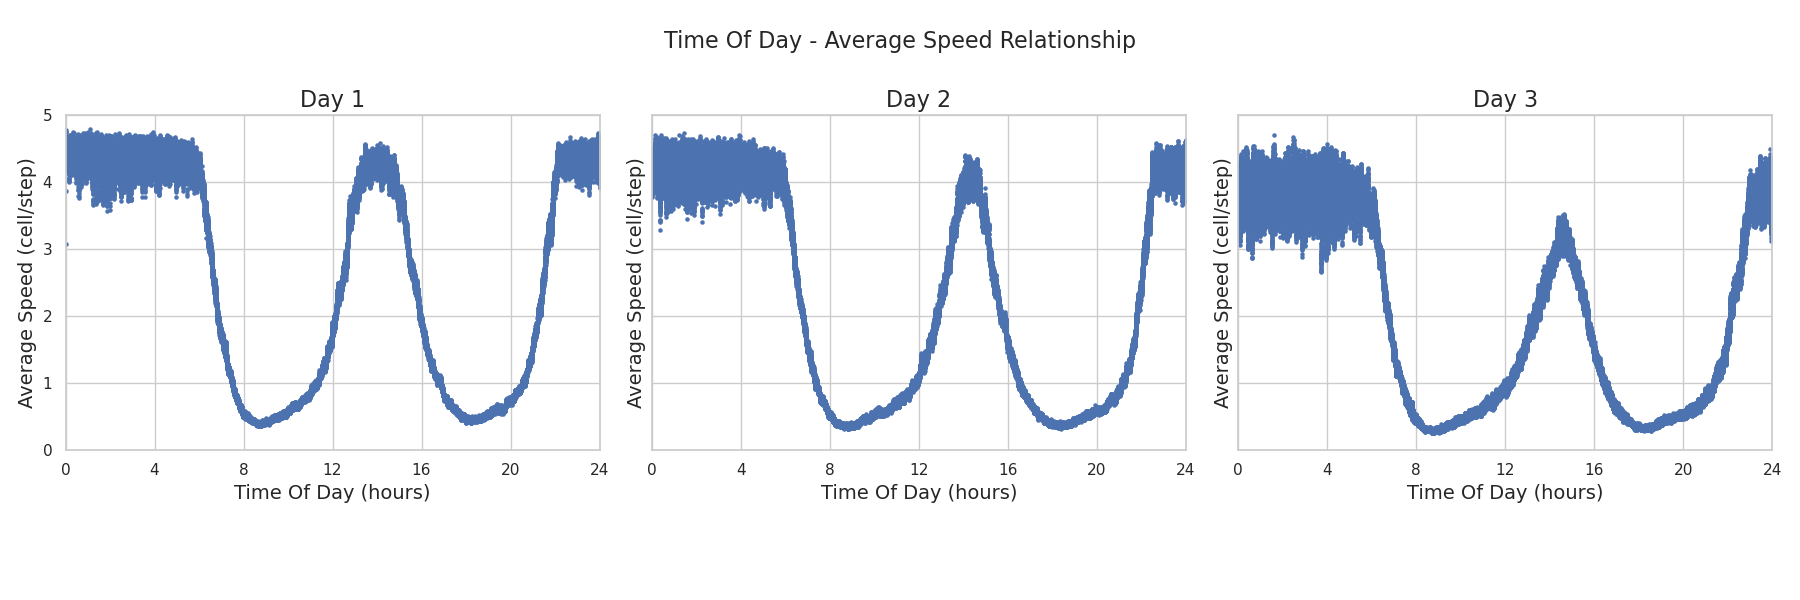 Time Of Day - Average Speed Relationship
Day 1
Day 2
Day 3
Average Speed (cell/step)
5
4
3
2
1
0
0 4 8 12 16 20 24
Time Of Day (hours)
Average Speed (cell/step)
0 4 8 12 16 20 24
Time Of Day (hours)
Average Speed (cell/step)
0 4 8 12 16 20 24
Time Of Day (hours)